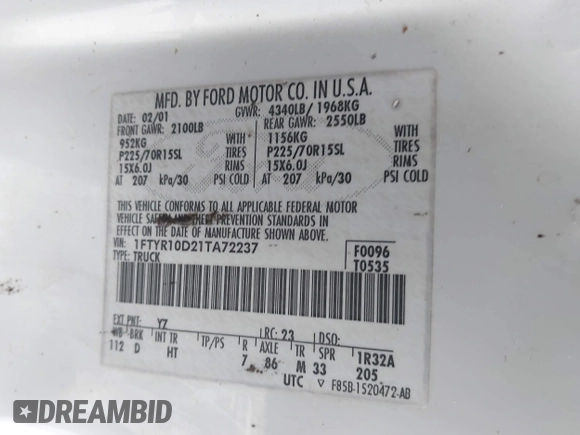 MFD. BY FORD MOTOR CO. IN U.S.A.
DATE: 02/01 GVWR: 4340LB/ 1968KG
FRONT GAWR: 2100LB REAR GAWR: 2550LB
952KG WITH 1156KG WITH
P225/70R15SL TIRES P225/70R15SL TIRES
15X6.0J RIMS 15X6.0J RIMS
AT 207 kPa/30 PSI COLD AT 207 kPa/30 PSI COLD
THIS VEHICLE CONFORMS TO ALL APPLICABLE FEDERAL MOTOR
VEHICLE SAFETY AND THEFT PREVENTION STANDARDS IN
EFFECT ON THE DATE OF MANUFACTURE SHOWN ABOVE
VIN: 1FTYR10D21TA72237 F0096
TYPE: TRUCK T0535
EXT PNT: Y7 RC: 23 DSO:
WB BRK INT TR TP/PS R AXLE TR SPR 1R32A
112 D HT 7 86 M 33 205
UTC ▽ F85B-1520472-AB
DREAMBID